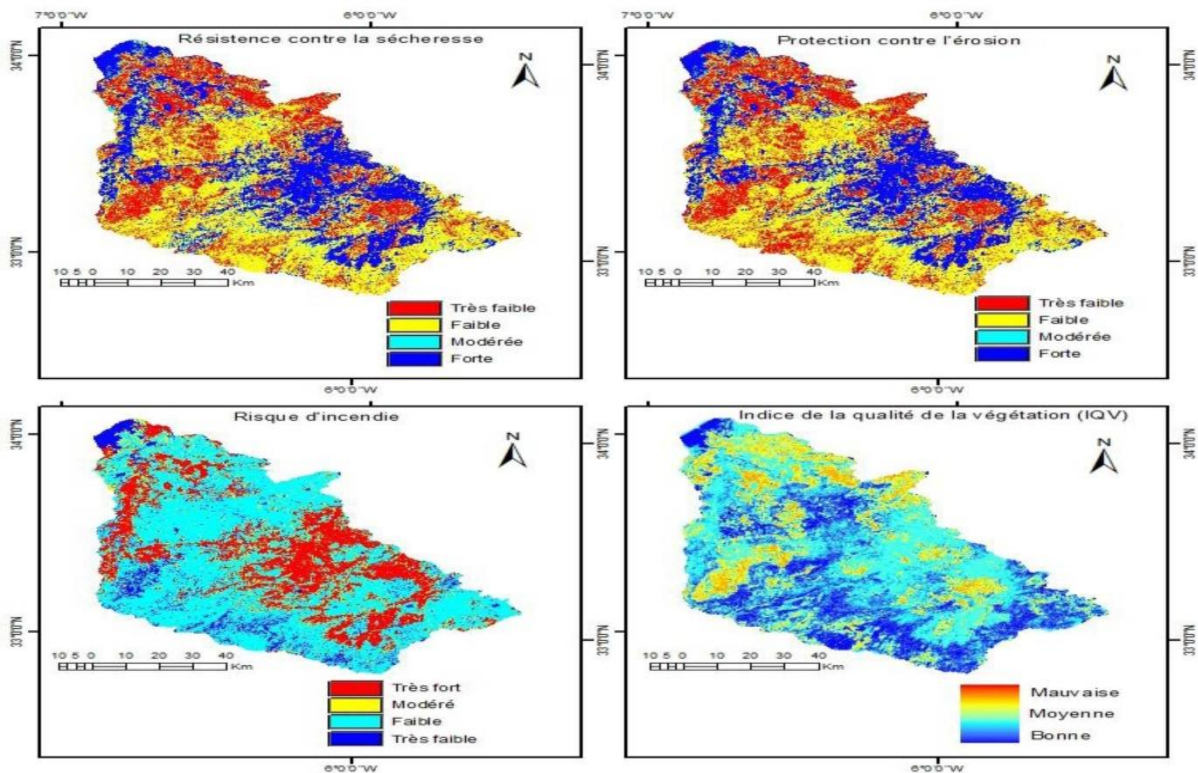 7°0'0"W 6°0'0"W 7°0'0"W 6°0'0"W
Résistence contre la sécheresse
N
34°0'0"N
33°0'0"N
10 5 0 10 20 30 40
Km
Très faible
Faible
Modérée
Forte
6°0'0"W
Protection contre l'érosion
N
34°0'0"N
33°0'0"N
10 5 0 10 20 30 40
Km
Très faible
Faible
Modérée
Forte
6°0'0"W
Risque d'incendie
N
34°0'0"N
33°0'0"N
10 5 0 10 20 30 40
Km
Très fort
Modéré
Faible
Très faible
6°0'0"W
Indice de la qualité de la végétation (IQV)
N
34°0'0"N
33°0'0"N
10 5 0 10 20 30 40
Km
Mauvaise
Moyenne
Bonne
6°0'0"W